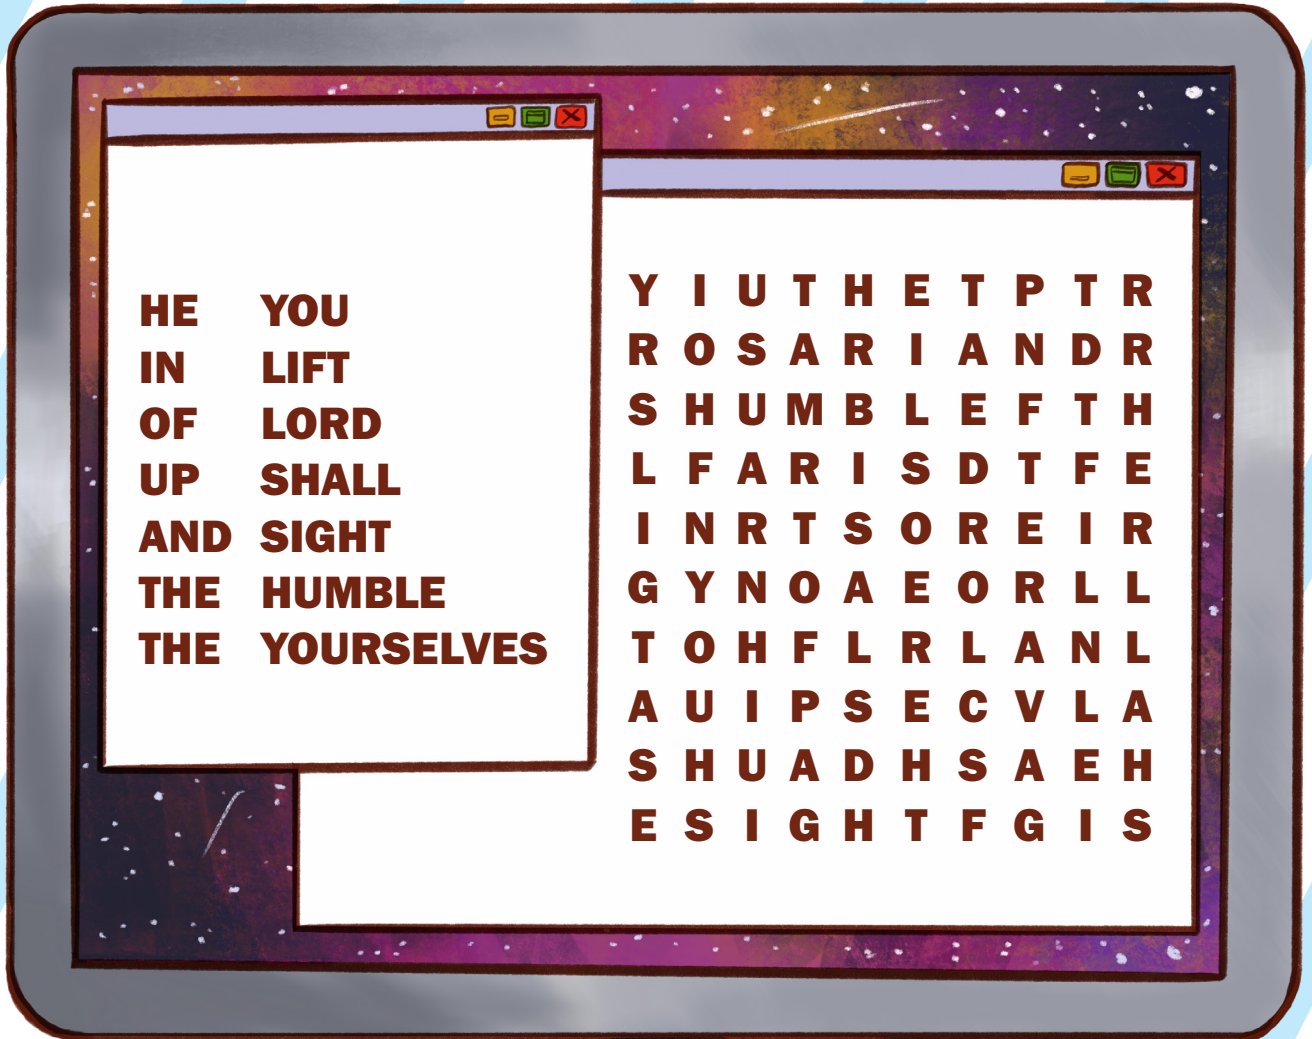 HE YOU
IN LIFT
OF LORD
UP SHALL
AND SIGHT
THE HUMBLE
THE YOURSELVES
Y I U T H E T P T R
R O S A R I A N D R
S H U M B L E F T H
L F A R I S D T F E
I N R T S O R E I R
G Y N O A E O R L L
T O H F L R L A N L
A U I P S E C V L A
S H U A D H S A E H
E S I G H T F G I S